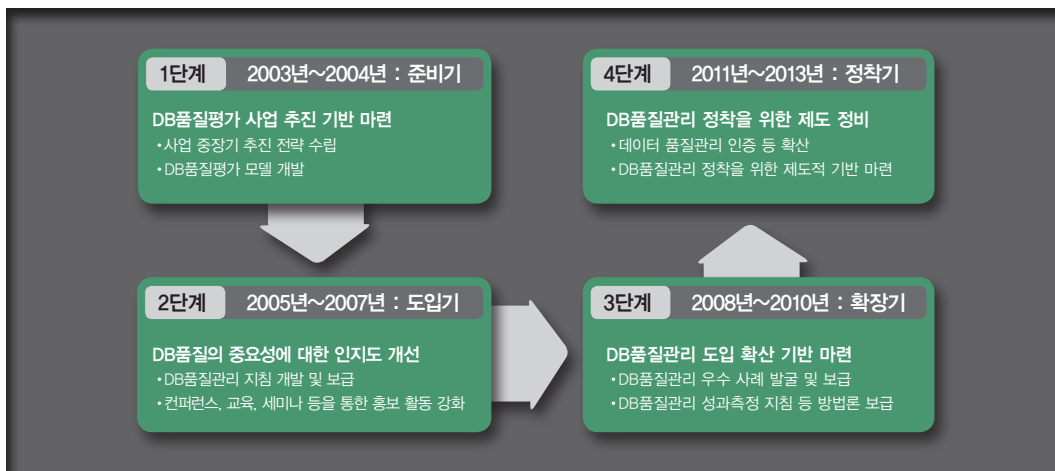 1단계 2003년~2004년 : 준비기
DB품질평가 사업 추진 기반 마련
•사업 중장기 추진 전략 수립
•DB품질평가 모델 개발
2단계 2005년~2007년 : 도입기
DB품질의 중요성에 대한 인지도 개선
•DB품질관리 지침 개발 및 보급
•컨퍼런스, 교육, 세미나 등을 통한 홍보 활동 강화
3단계 2008년~2010년 : 확장기
DB품질관리 도입 확산 기반 마련
•DB품질관리 우수 사례 발굴 및 보급
•DB품질관리 성과측정 지침 등 방법론 보급
4단계 2011년~2013년 : 정착기
DB품질관리 정착을 위한 제도 정비
•데이터 품질관리 인증 등 확산
•DB품질관리 정착을 위한 제도적 기반 마련